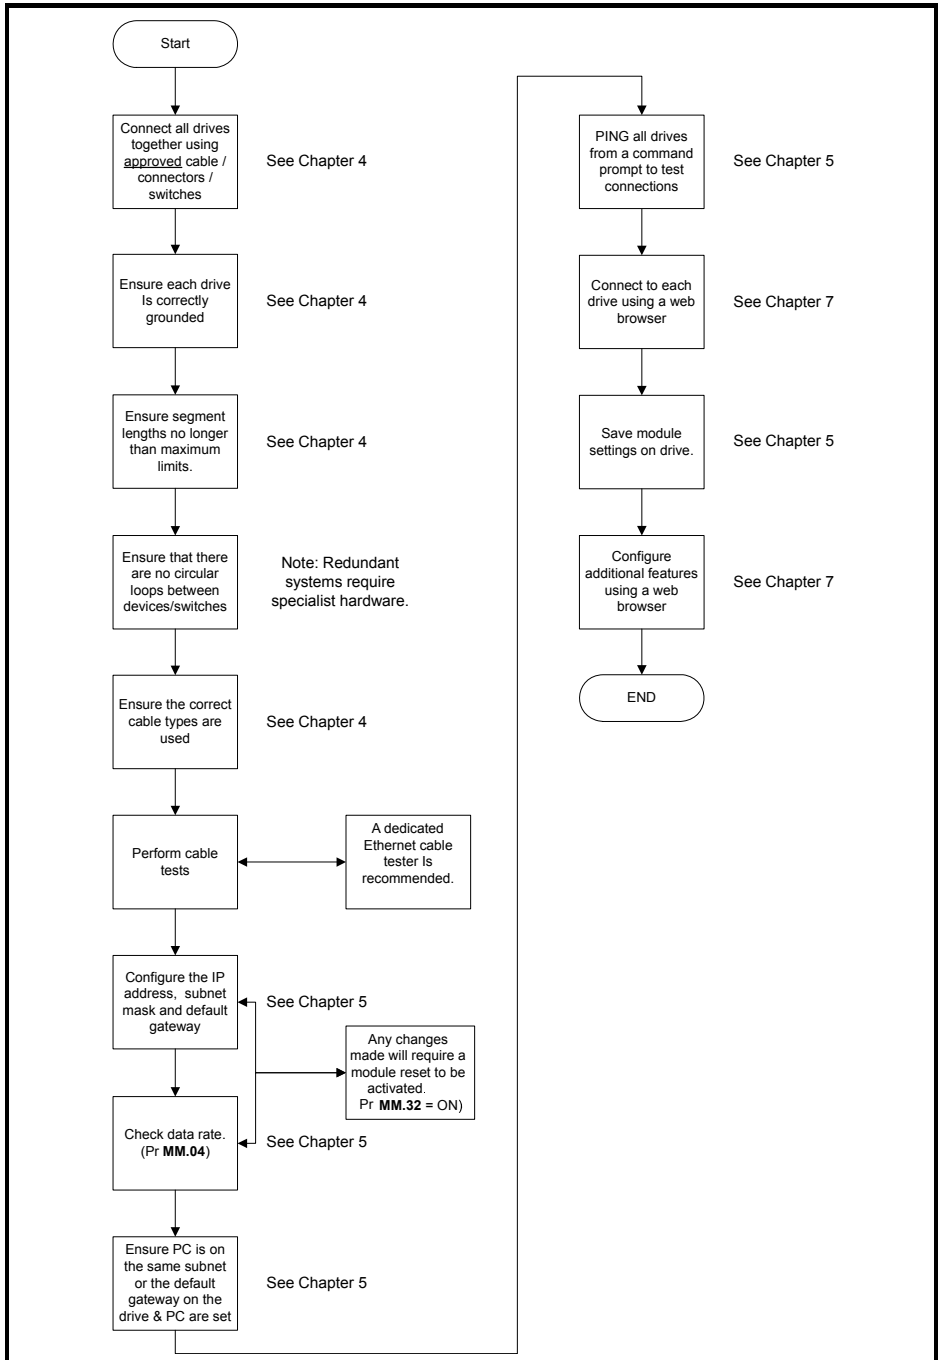 Start
Connect all drives
together using
approved cable /
connectors /
switches
See Chapter 4
Ensure each drive
Is correctly
grounded
See Chapter 4
Ensure segment
lengths no longer
than maximum
limits.
See Chapter 4
Ensure that there
are no circular
loops between
devices/switches
Note: Redundant
systems require
specialist hardware.
Ensure the correct
cable types are
used
See Chapter 4
Perform cable
tests
A dedicated
Ethernet cable
tester Is
recommended.
Configure the IP
address, subnet
mask and default
gateway
See Chapter 5
Any changes
made will require a
module reset to be
activated.
Pr MM.32 = ON)
Check data rate.
(Pr MM.04)
See Chapter 5
Ensure PC is on
the same subnet
or the default
gateway on the
drive & PC are set
See Chapter 5
PING all drives
from a command
prompt to test
connections
See Chapter 5
Connect to each
drive using a web
browser
See Chapter 7
Save module
settings on drive.
See Chapter 5
Configure
additional features
using a web
browser
See Chapter 7
END